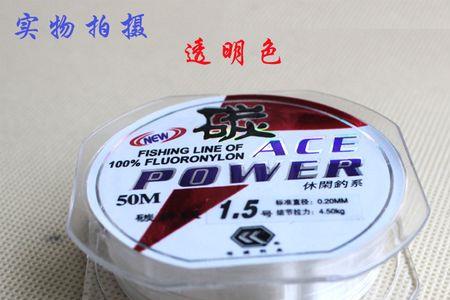 实物拍摄
透明色
NEW
碳
ACE
FISHING LINE OF
100% FLUORONYLON
POWER
休閑釣系
50M
1.5号
标准直径：0.20MM
结节拉力：4.50kg